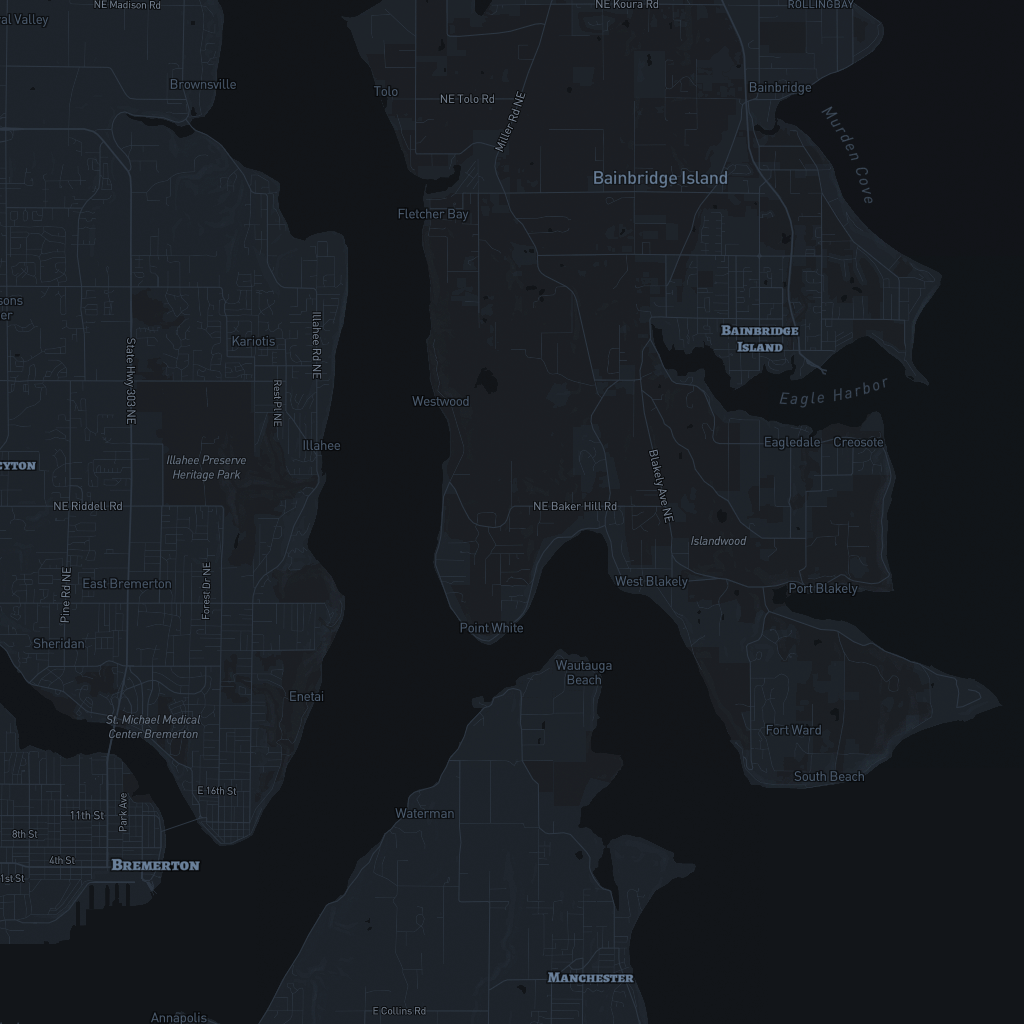 NE Madison Rd
NE Koura Rd
ROLLINGBAY
Brownsville
Tolo
NE Tolo Rd
Bainbridge
Miller Rd NE
Murden Cove
Bainbridge Island
Fletcher Bay
Illahee Rd NE
Kariotis
BAINBRIDGE
ISLAND
State Hwy 303 NE
Rest Pl NE
Westwood
Eagle Harbor
Illahee
Eagledale
Creosote
Illahee Preserve
Heritage Park
Blakely Ave NE
NE Riddell Rd
NE Baker Hill Rd
Islandwood
Pine Rd NE
East Bremerton
Forest Dr NE
West Blakely
Port Blakely
Point White
Sheridan
Wautauga
Beach
Enetai
St. Michael Medical
Center Bremerton
Fort Ward
South Beach
E 16th St
Park Ave
11th St
Waterman
8th St
4th St
BREMERTON
1st St
MANCHESTER
E Collins Rd
Annapolis